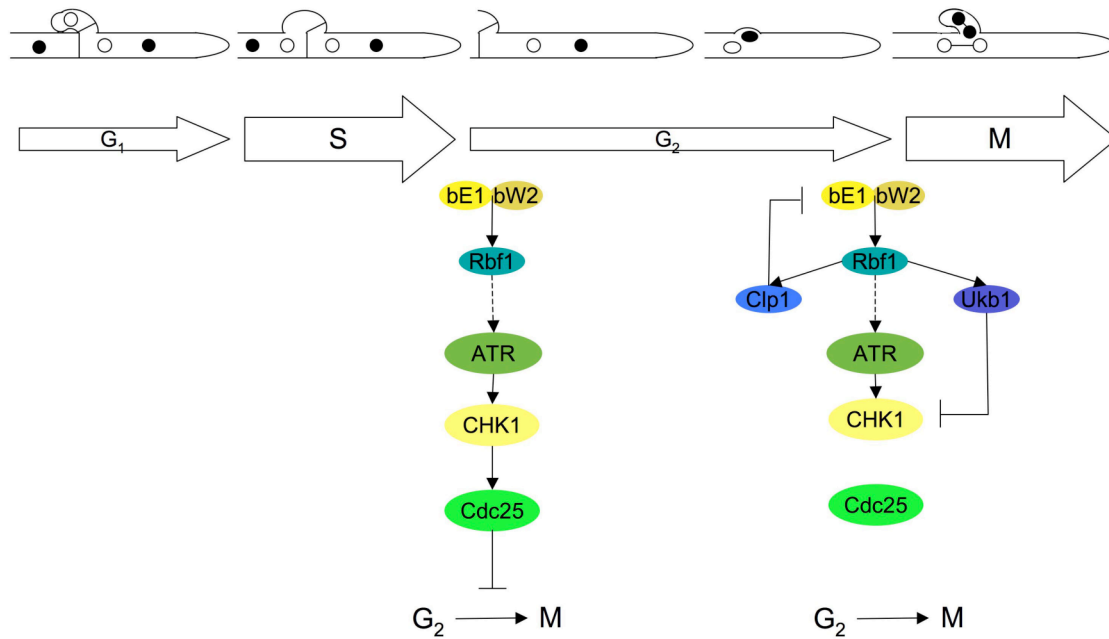 G1 S G2 M
bE1 bW2 bE1 bW2
Rbf1 Rbf1
Clp1 Ukb1
ATR ATR
CHK1 CHK1
Cdc25 Cdc25
G2 M G2 M